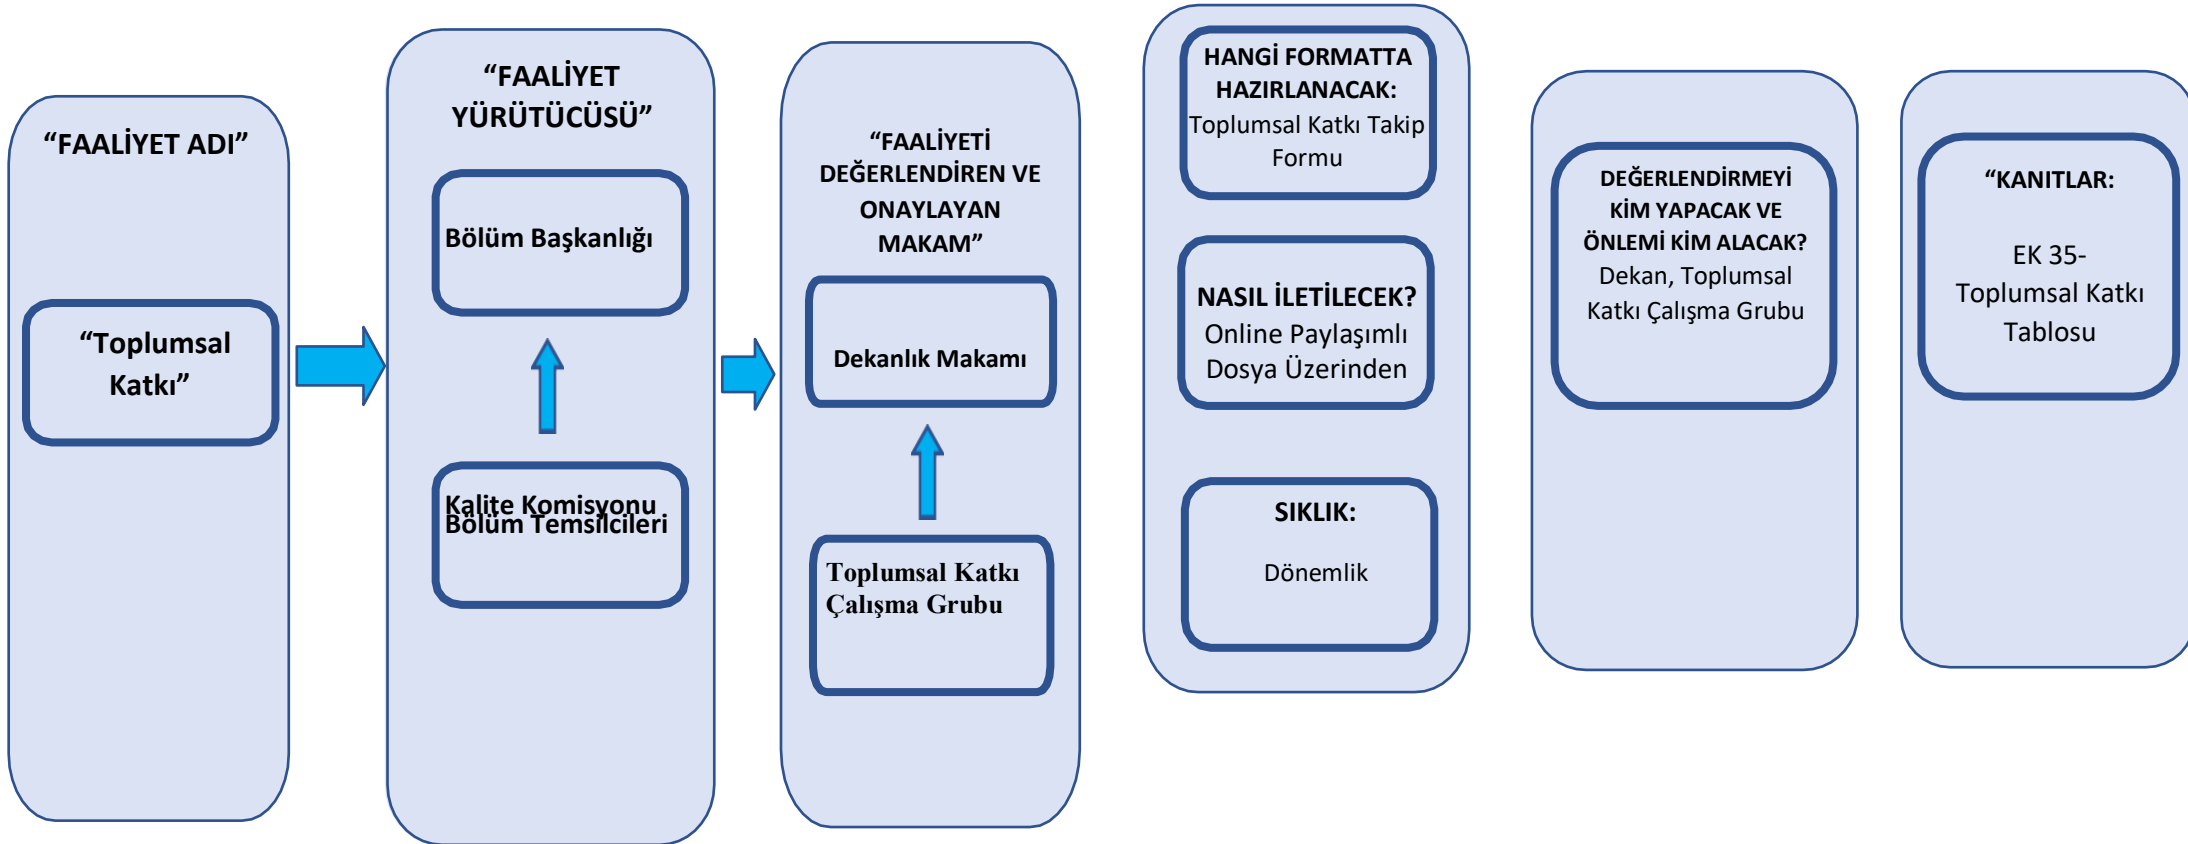 “FAALİYET ADI”
“Toplumsal
Katkı”
“FAALİYET
YÜRÜTÜCÜSÜ”
Bölüm Başkanlığı
Kalite Komisyonu
Bölüm Temsilcileri
“FAALİYETİ
DEĞERLENDİREN VE
ONAYLAYAN
MAKAM”
Dekanlık Makamı
Toplumsal Katkı
Çalışma Grubu
HANGİ FORMATTA
HAZIRLANACAK:
Toplumsal Katkı Takip
Formu
NASIL İLETİLECEK?
Online Paylaşımlı
Dosya Üzerinden
SIKLIK:
Dönemlik
DEĞERLENDİRMEYİ
KİM YAPACAK VE
ÖNLEMİ KİM ALACAK?
Dekan, Toplumsal
Katkı Çalışma Grubu
“KANITLAR:
EK 35-
Toplumsal Katkı
Tablosu